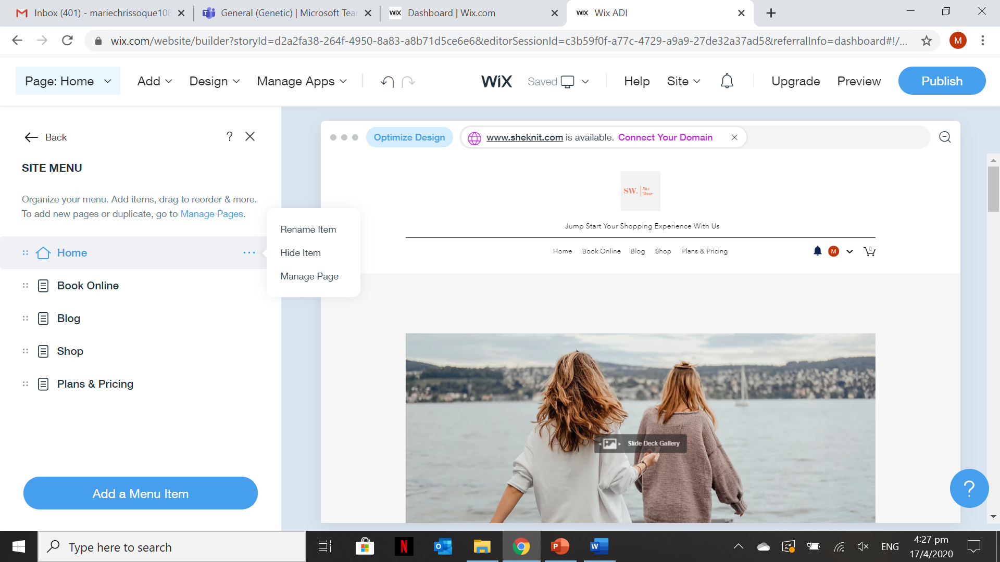 Inbox (401) - mariechrissoque108
General (Genetic) | Microsoft Tea
WIX Dashboard | Wix.com
WIX Wix ADI
wix.com/website/builder?storyId=d2a2fa38-264f-4950-8a83-a8b71d5ce6e6&editorSessionId=c3b59f0f-a77c-4729-a9a9-27de32a37ad5&referralInfo=dashboard#!/...
M
Page: Home
Add
Design
Manage Apps
WiX
Saved
Help
Site
Upgrade
Preview
Publish
Back
?
SITE MENU
Organize your menu. Add items, drag to reorder & more.
To add new pages or duplicate, go to Manage Pages.
Home
Book Online
Blog
Shop
Plans & Pricing
Add a Menu Item
Rename Item
Hide Item
Manage Page
Optimize Design
www.sheknit.com is available. Connect Your Domain
SW. She
Wear
Jump Start Your Shopping Experience With Us
Home Book Online Blog Shop Plans & Pricing
M
0
Slide Deck Gallery
?
Type here to search
N
O
P
W
ENG
4:27 pm
17/4/2020